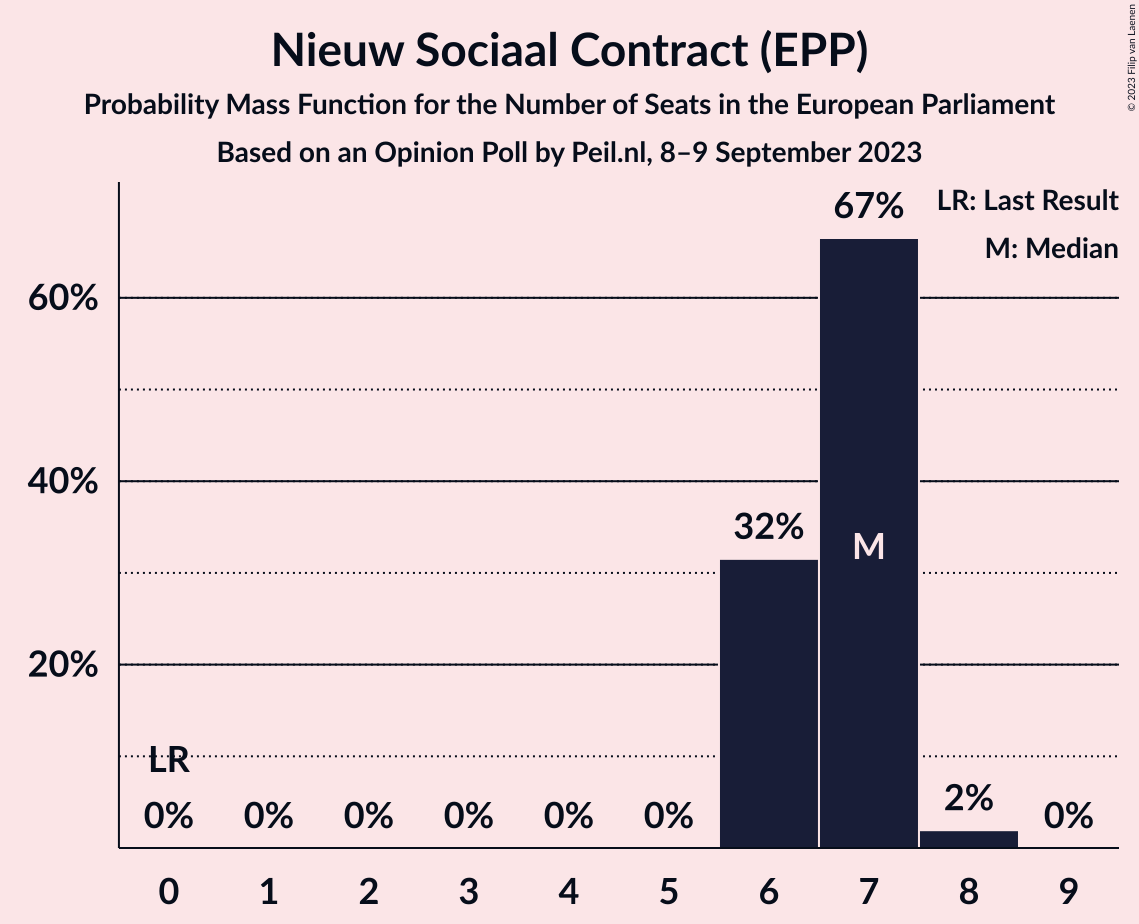 Nieuw Sociaal Contract (EPP)
Probability Mass Function for the Number of Seats in the European Parliament
Based on an Opinion Poll by Peil.nl, 8–9 September 2023
© 2023 Filip van Laenen
LR: Last Result
M: Median
67%
60%
40%
32%
M
20%
LR
0% 0% 0% 0% 0% 0% 2% 0%
0 1 2 3 4 5 6 7 8 9